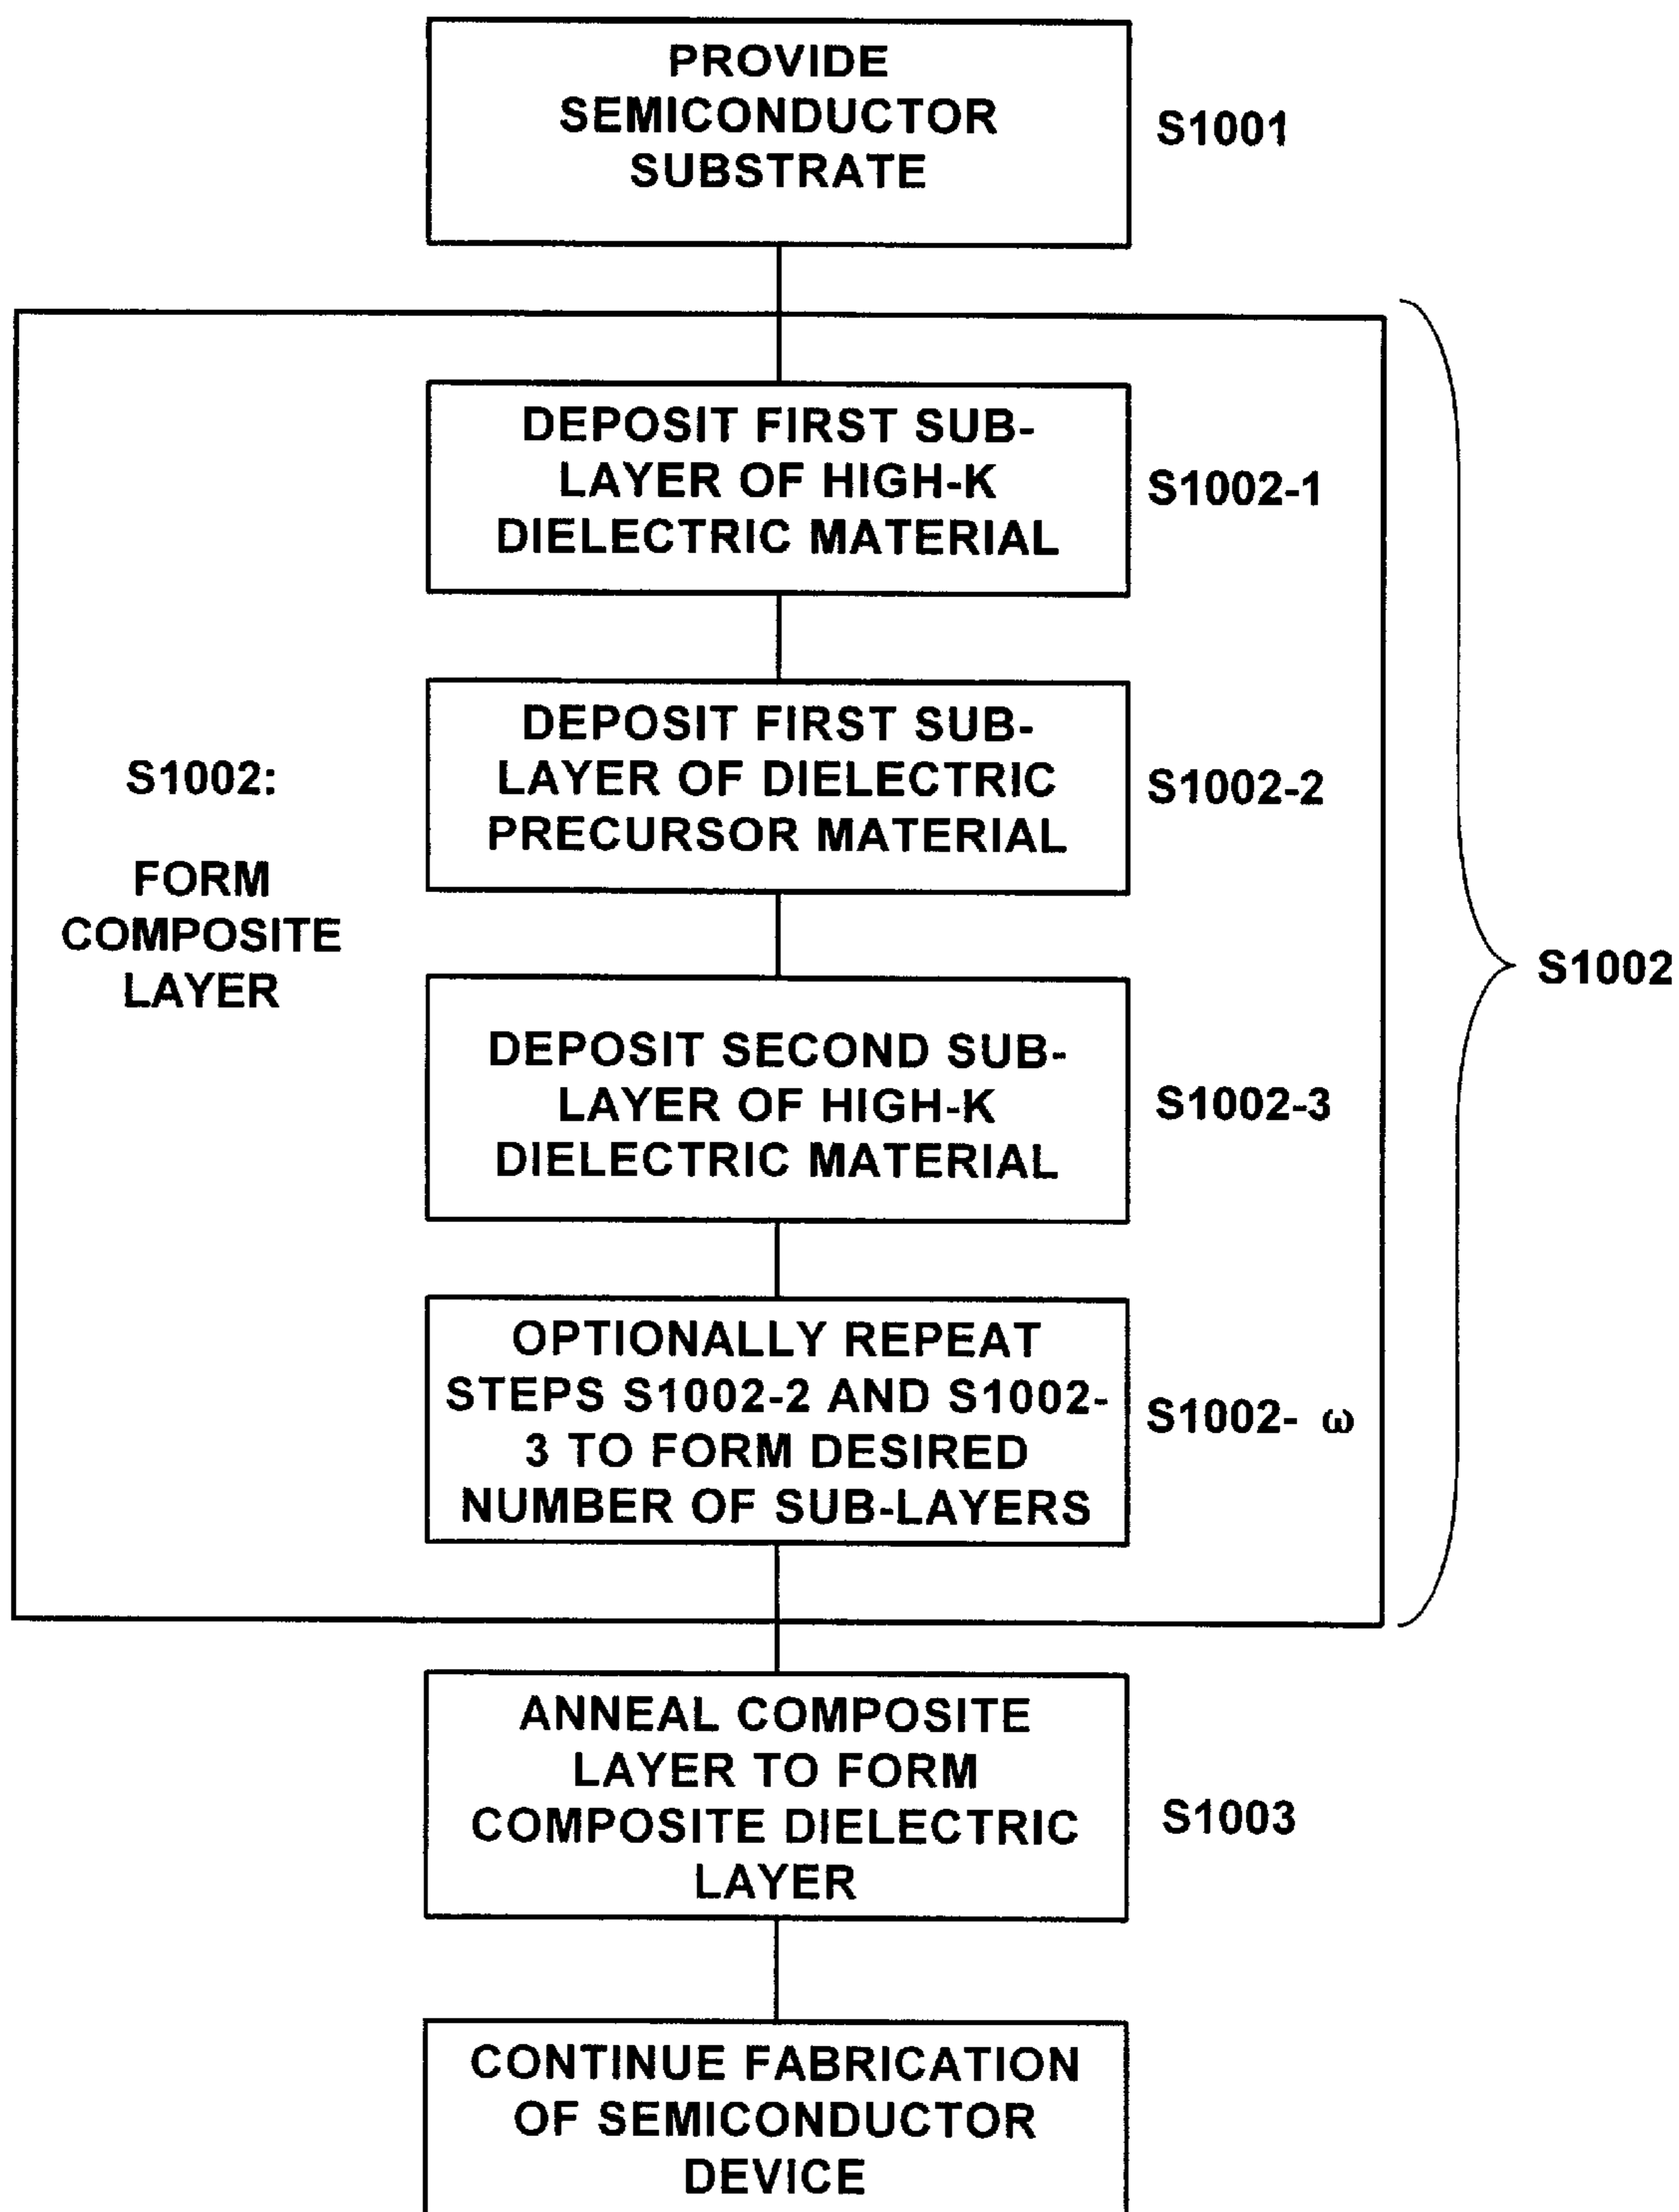 PROVIDE
SEMICONDUCTOR
SUBSTRATE
S1001
DEPOSIT FIRST SUB-
LAYER OF HIGH-K
DIELECTRIC MATERIAL
S1002-1
DEPOSIT FIRST SUB-
LAYER OF DIELECTRIC
PRECURSOR MATERIAL
S1002-2
S1002:
FORM
COMPOSITE
LAYER
S1002
DEPOSIT SECOND SUB-
LAYER OF HIGH-K
DIELECTRIC MATERIAL
S1002-3
OPTIONALLY REPEAT
STEPS S1002-2 AND S1002-
3 TO FORM DESIRED
NUMBER OF SUB-LAYERS
S1002- ω
ANNEAL COMPOSITE
LAYER TO FORM
COMPOSITE DIELECTRIC
LAYER
S1003
CONTINUE FABRICATION
OF SEMICONDUCTOR
DEVICE